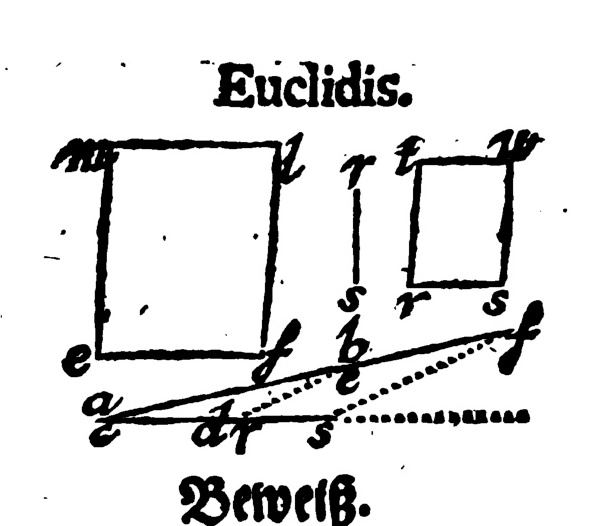 Euclidis.
m l r t w
e f s r s
a b f
c d r s e
Beweiß.